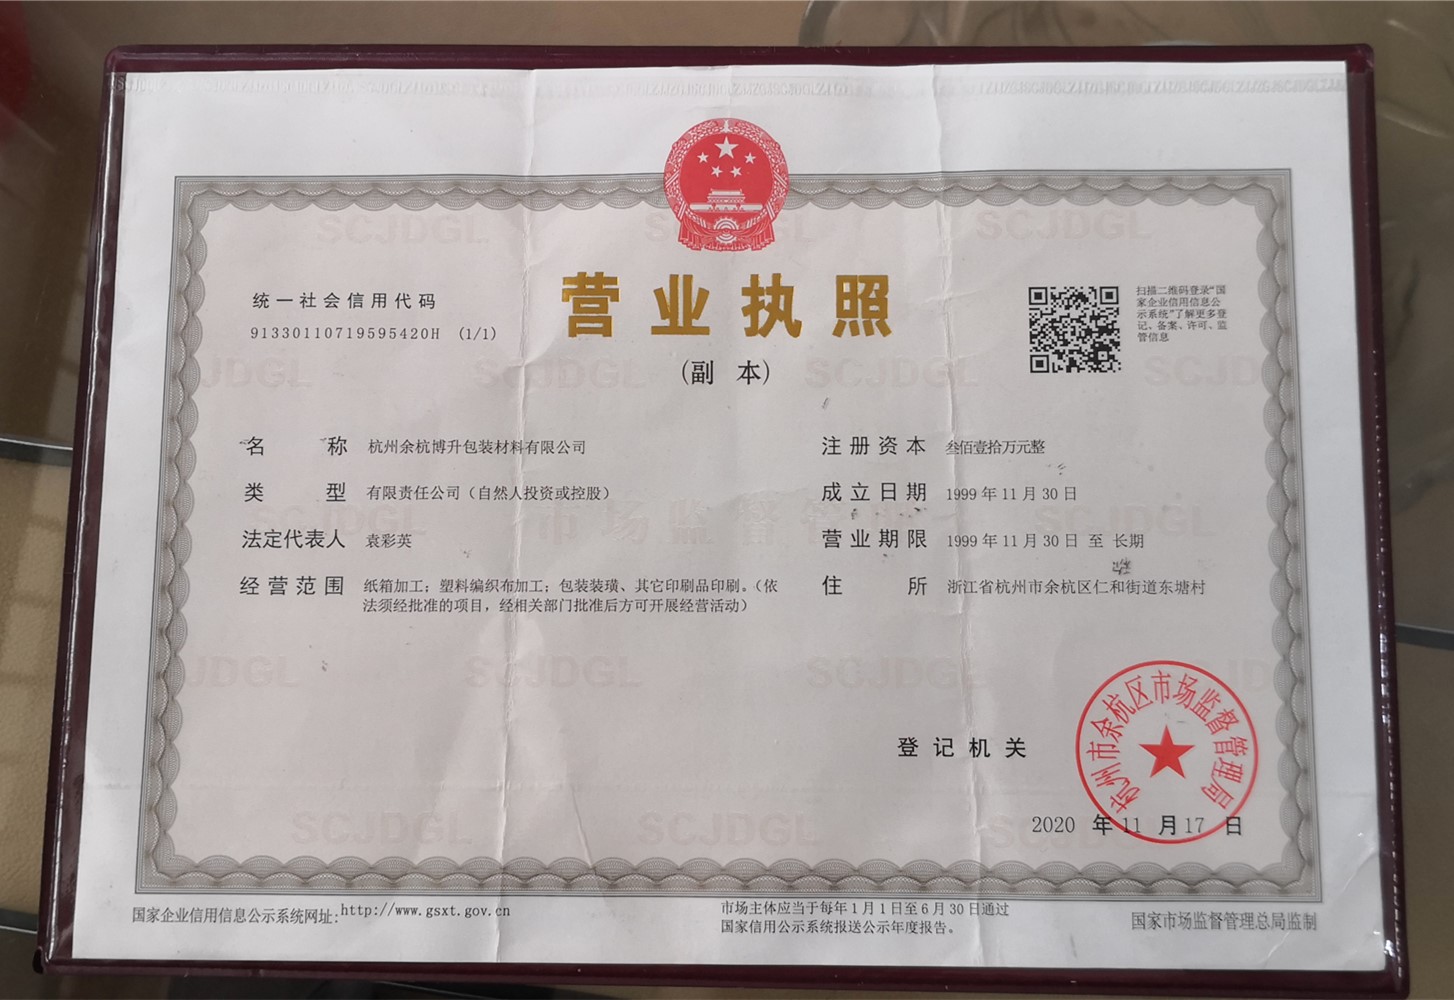 营业执照
(副 本)
统一社会信用代码
91330110719595420H (1/1)
扫描二维码登录“国
家企业信用信息公
示系统”了解更多登
记、备案、许可、监
管信息
名 称 杭州余杭博升包装材料有限公司
类 型 有限责任公司（自然人投资或控股）
法定代表人 袁彩英
经营范围 纸箱加工；塑料编织布加工；包装装璜、其它印刷品印刷。（依
法须经批准的项目，经相关部门批准后方可开展经营活动）
注册资本 叁佰壹拾万元整
成立日期 1999年11月30日
营业期限 1999年11月30日 至 长期
住 所 浙江省杭州市余杭区仁和街道东塘村
登记机关
杭州市余杭区市场监督管理局
2020 年 11 月 17 日
国家企业信用信息公示系统网址:http://www.gsxt.gov.cn
市场主体应当于每年1月1日至6月30日通过
国家信用公示系统报送公示年度报告。
国家市场监督管理总局监制
SCJDGL
市场监督管理